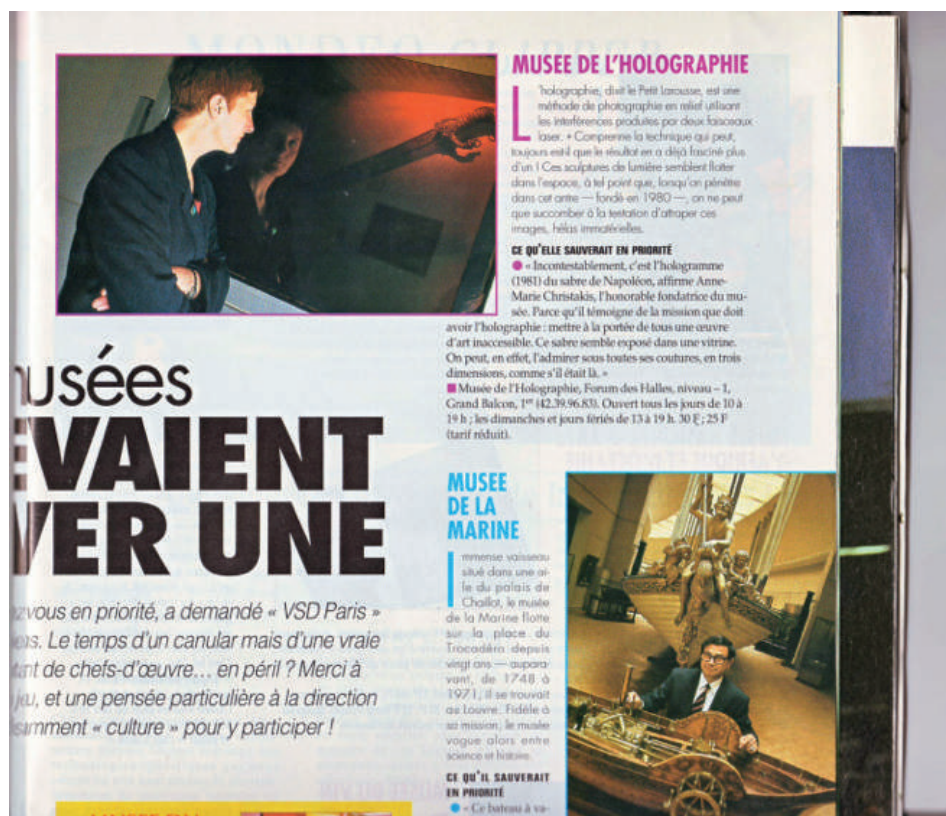 MUSEE DE L'HOLOGRAPHIE
L'holographie, dixit le Petit Larousse, est une
méthode de photographie en relief utilisant
les interférences produites par deux faisceaux
laser. » Comprenne la technique qui peut,
toujours est-il que le résultat en a déjà fasciné plus
d'un ! Ces sculptures de lumière semblent flotter
dans l'espace, à tel point que, lorsqu'on pénètre
dans cet antre — fondé en 1980 —, on ne peut
que succomber à la tentation d'attraper ces
images, hélas immatérielles.
CE QU'ELLE SAUVERAIT EN PRIORITÉ
« Incontestablement, c'est l'hologramme
(1981) du sabre de Napoléon, affirme Anne-
Marie Christakis, l'honorable fondatrice du mu-
sée. Parce qu'il témoigne de la mission que doit
avoir l'holographie : mettre à la portée de tous une œuvre
d'art inaccessible. Ce sabre semble exposé dans une vitrine.
On peut, en effet, l'admirer sous toutes ses coutures, en trois
dimensions, comme s'il était là. »
Musée de l'Holographie, Forum des Halles, niveau – 1,
Grand Balcon, 1er (42.39.96.83). Ouvert tous les jours de 10 à
19 h ; les dimanches et jours fériés de 13 à 19 h. 30 F ; 25 F
(tarif réduit).
musées
EVAIENT
VER UNE
ezvous en priorité, a demandé « VSD Paris »
Le temps d'un canular mais d'une vraie
tant de chefs-d'œuvre… en péril ? Merci à
jeu, et une pensée particulière à la direction
samment « culture » pour y participer !
MUSEE
DE LA
MARINE
Immense vaisseau
situé dans une ai-
le du palais de
Chaillot, le musée
de la Marine flotte
sur la place du
Trocadéro depuis
vingt ans — aupara-
vant, de 1748 à
1971, il se trouvait
au Louvre. Fidèle à
sa mission, le musée
vogue alors entre
science et histoire.
CE QU'IL SAUVERAIT
EN PRIORITÉ
« Ce bateau à va-